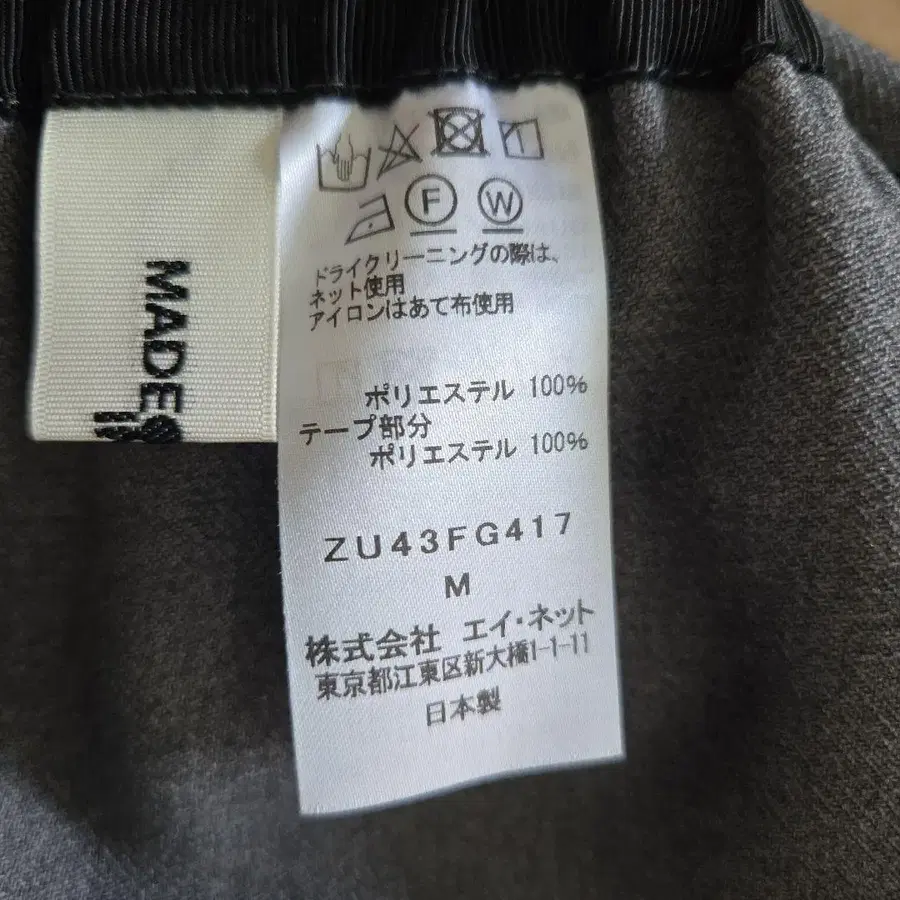 MADE
F
W
ドライクリーニングの際は、
ネット使用
アイロンはあて布使用
ポリエステル 100%
テープ部分
ポリエステル 100%
ZU43FG417
M
株式会社 エイ・ネット
東京都江東区新大橋1-1-11
日本製